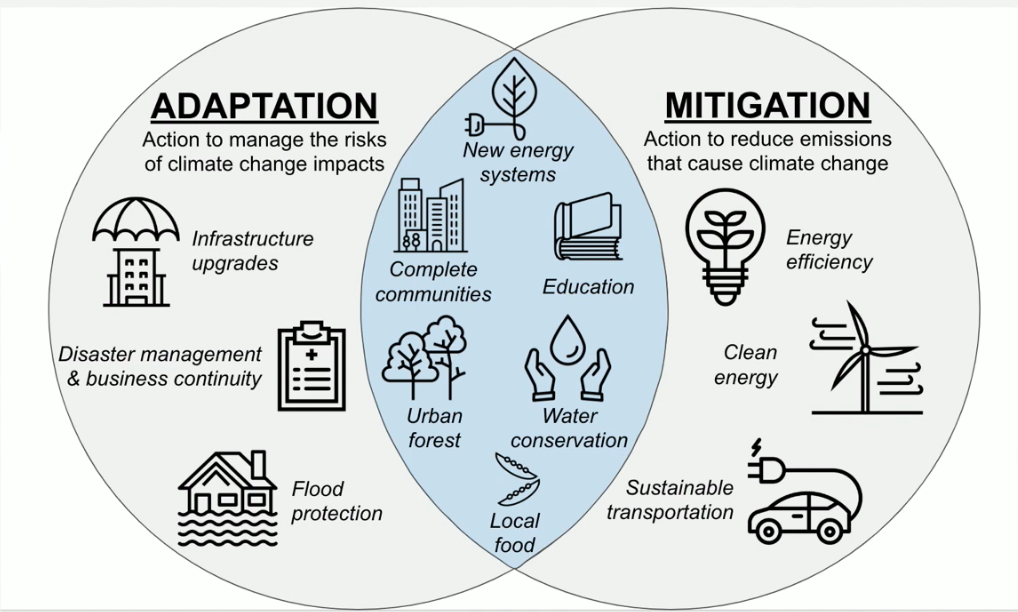 ADAPTATION
Action to manage the risks
of climate change impacts
Infrastructure
upgrades
Disaster management
& business continuity
Flood
protection
New energy
systems
Complete
communities
Education
Urban
forest
Water
conservation
Local
food
MITIGATION
Action to reduce emissions
that cause climate change
Energy
efficiency
Clean
energy
Sustainable
transportation